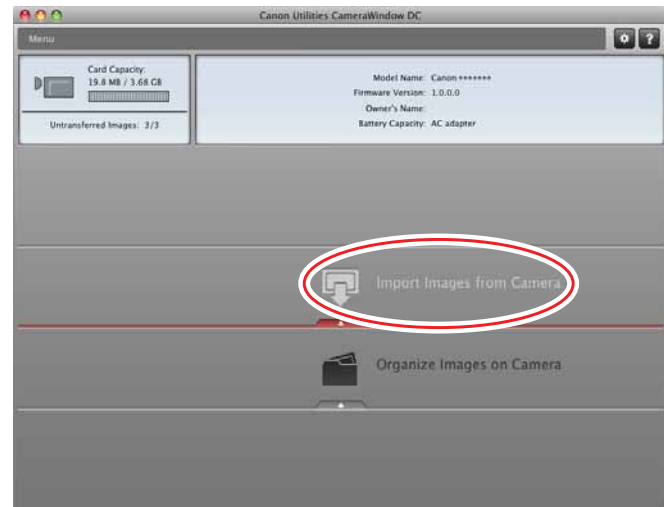 Canon Utilities CameraWindow DC
Menu
?
Card Capacity:
19.8 MB / 3.68 GB
Untransferred Images: 3/3
Model Name: Canon *******
Firmware Version: 1.0.0.0
Owner's Name:
Battery Capacity: AC adapter
Import Images from Camera
Organize Images on Camera